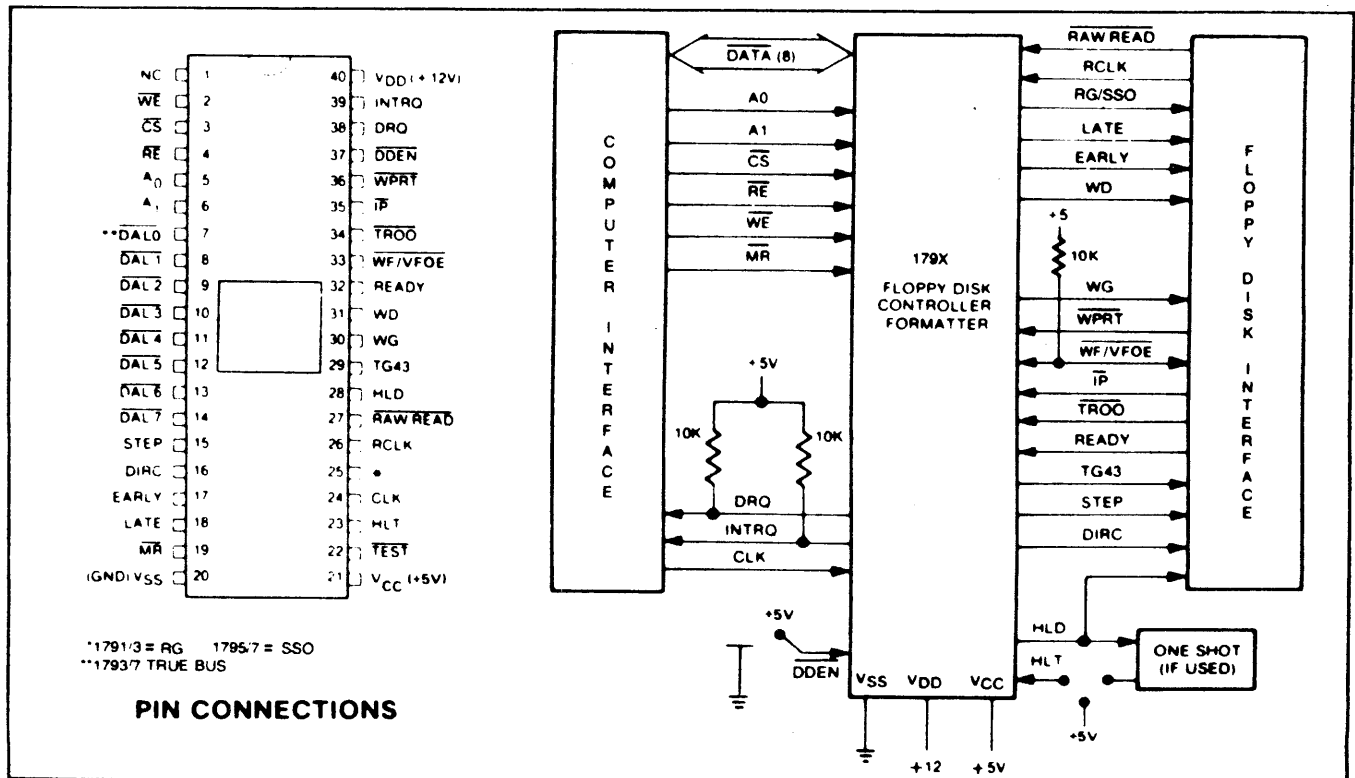 NC 1
WE 2
CS 3
RE 4
A0 5
A1 6
**DAL0 7
DAL1 8
DAL2 9
DAL3 10
DAL4 11
DAL5 12
DAL6 13
DAL7 14
STEP 15
DIRC 16
EARLY 17
LATE 18
MR 19
(GND) VSS 20
40 VDD (+12V)
39 INTRQ
38 DRQ
37 DDEN
36 WPRT
35 IP
34 TROO
33 WF/VFOE
32 READY
31 WD
30 WG
29 TG43
28 HLD
27 RAW READ
26 RCLK
25 *
24 CLK
23 HLT
22 TEST
21 VCC (+5V)
*1791/3 = RG 1795/7 = SSO
**1793/7 TRUE BUS
PIN CONNECTIONS
COMPUTER INTERFACE
DATA (8)
A0
A1
CS
RE
WE
MR
+5V
10K
10K
DRQ
INTRQ
CLK
+5V
DDEN
179X
FLOPPY DISK
CONTROLLER
FORMATTER
VSS VDD VCC
+12
+5V
RAW READ
RCLK
RG/SSO
LATE
EARLY
WD
+5
10K
WG
WPRT
WF/VFOE
IP
TROO
READY
TG43
STEP
DIRC
HLD
HLT
+5V
ONE SHOT
(IF USED)
FLOPPY DISK INTERFACE